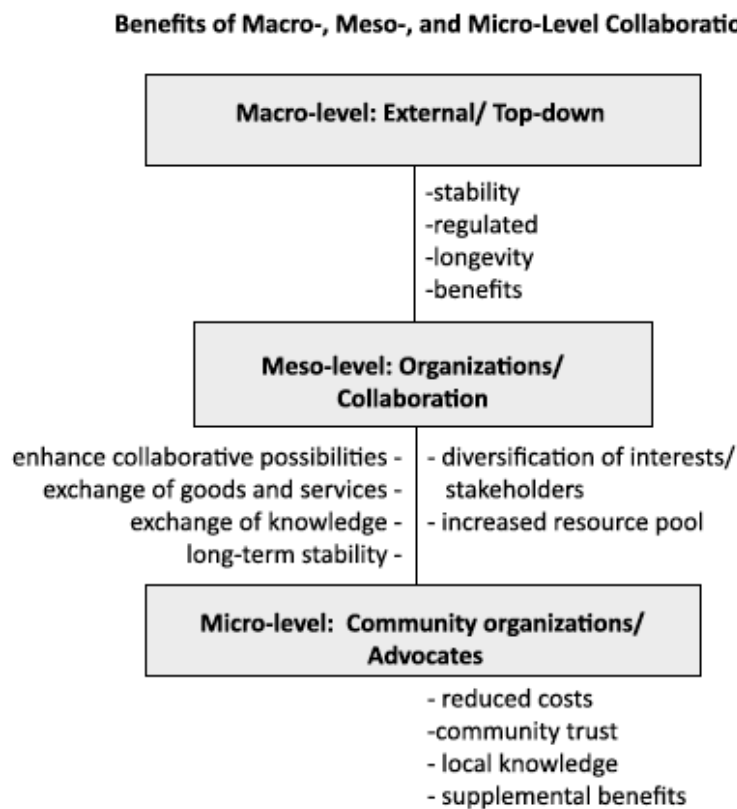 Benefits of Macro-, Meso-, and Micro-Level Collaboratio
Macro-level: External/ Top-down
-stability
-regulated
-longevity
-benefits
Meso-level: Organizations/
Collaboration
enhance collaborative possibilities -
exchange of goods and services -
exchange of knowledge -
long-term stability -
- diversification of interests/
stakeholders
- increased resource pool
Micro-level: Community organizations/
Advocates
- reduced costs
-community trust
- local knowledge
- supplemental benefits